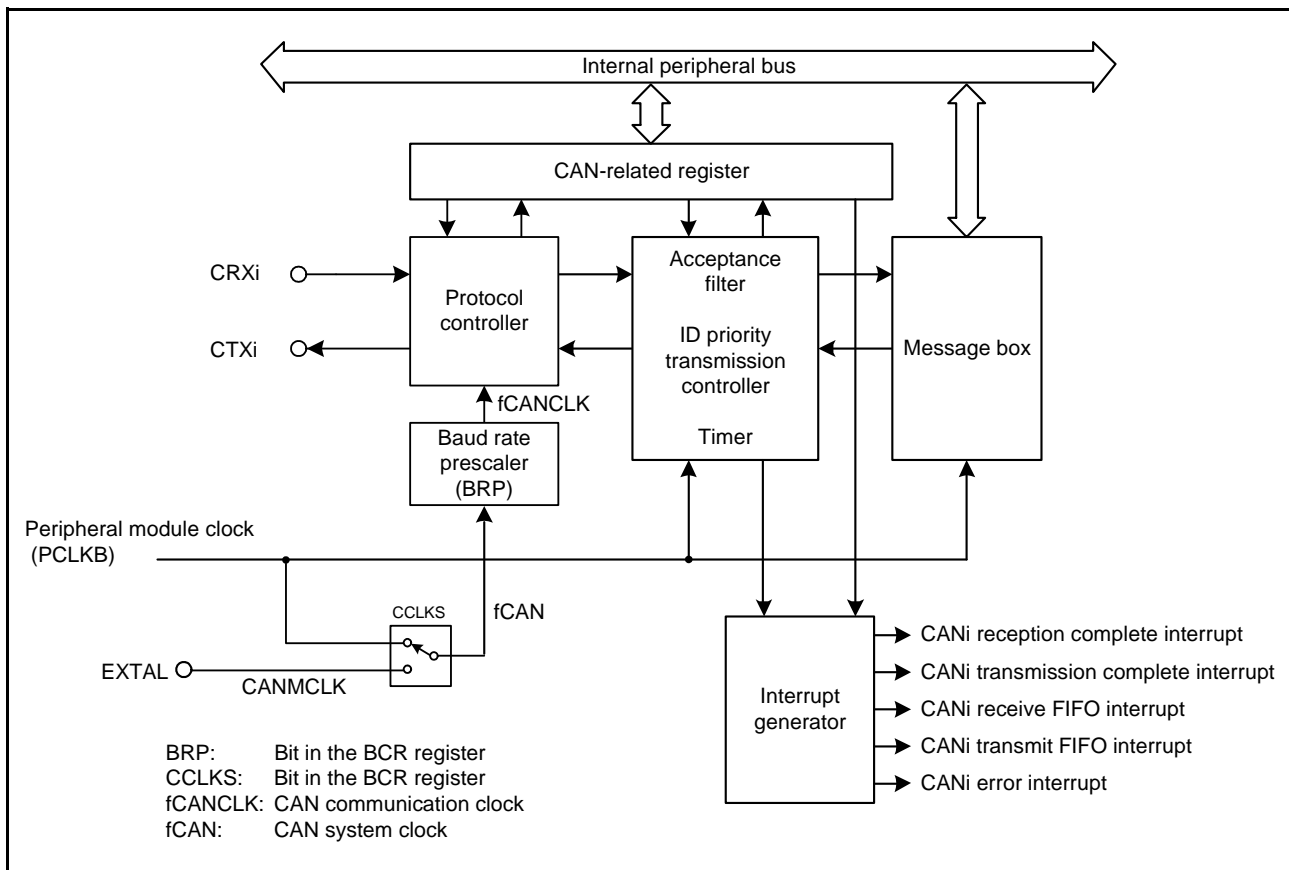 Internal peripheral bus
CAN-related register
CRXi
CTXi
Protocol
controller
Acceptance
filter
ID priority
transmission
controller
Timer
Message box
fCANCLK
Baud rate
prescaler
(BRP)
Peripheral module clock
(PCLKB)
CCLKS
fCAN
EXTAL
CANMCLK
Interrupt
generator
CANi reception complete interrupt
CANi transmission complete interrupt
CANi receive FIFO interrupt
CANi transmit FIFO interrupt
CANi error interrupt
BRP: Bit in the BCR register
CCLKS: Bit in the BCR register
fCANCLK: CAN communication clock
fCAN: CAN system clock